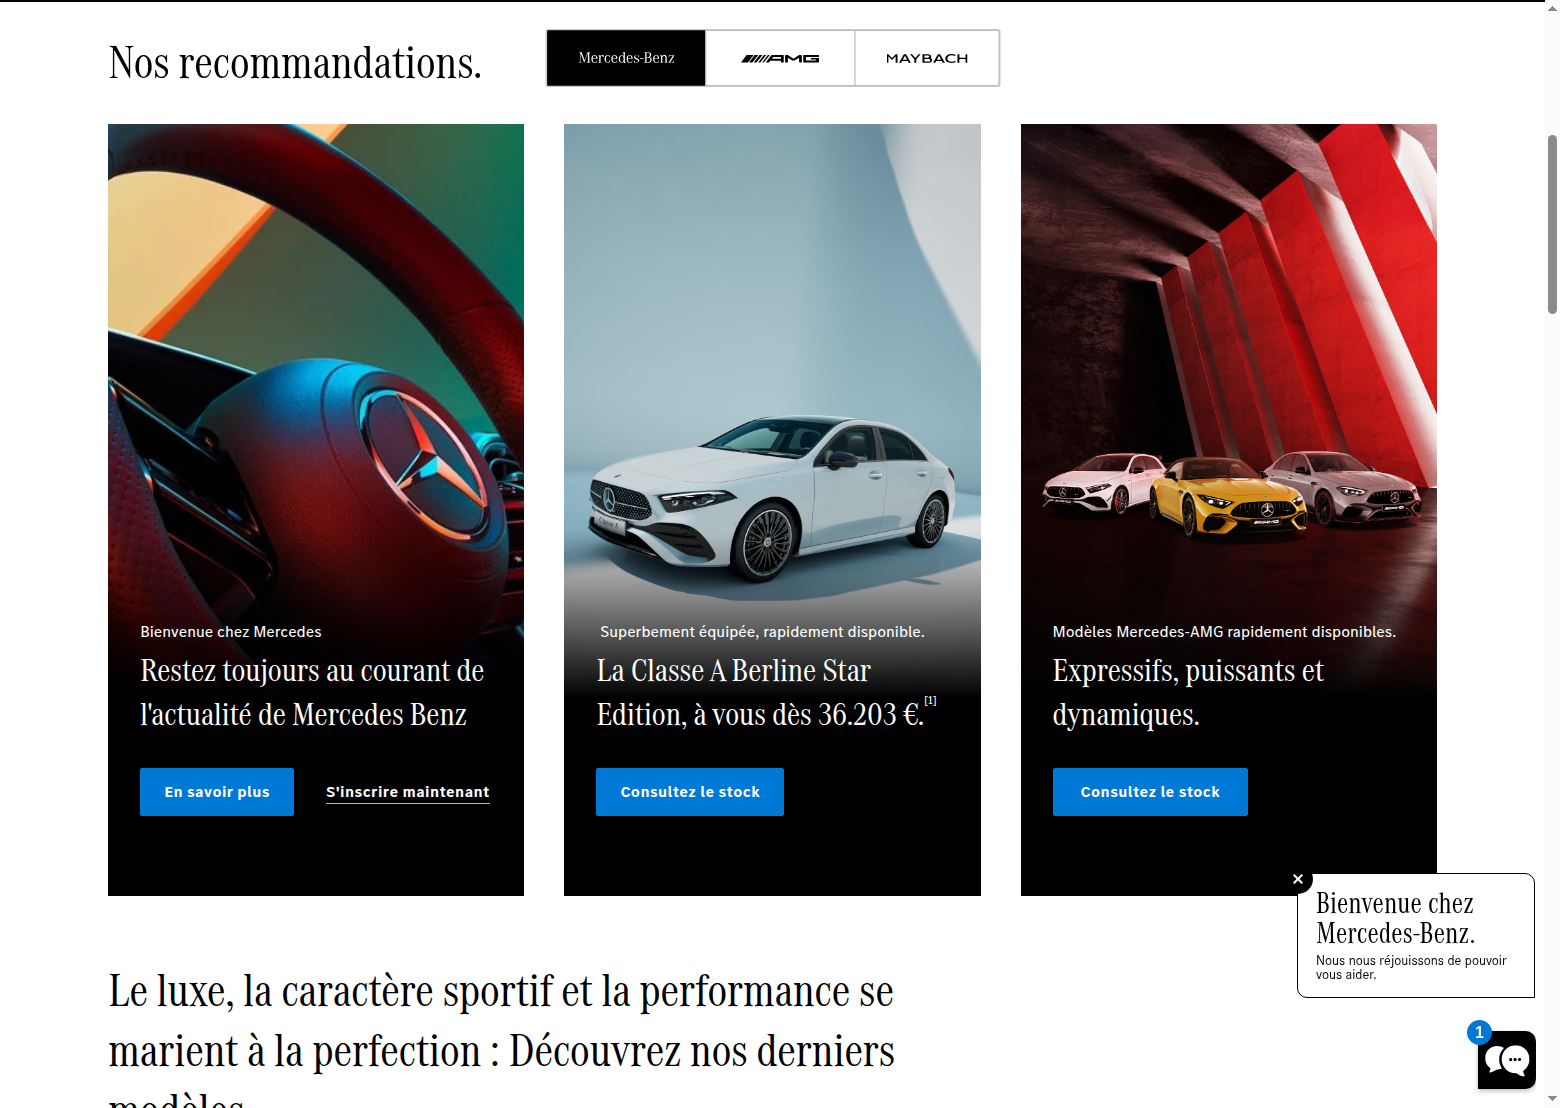 Nos recommandations.
Mercedes-Benz
AMG
MAYBACH
Bienvenue chez Mercedes
Restez toujours au courant de
l'actualité de Mercedes Benz
En savoir plus
S'inscrire maintenant
Classe A
Superbement équipée, rapidement disponible.
La Classe A Berline Star
Edition, à vous dès 36.203 €.[1]
Consultez le stock
Modèles Mercedes-AMG rapidement disponibles.
Expressifs, puissants et
dynamiques.
Consultez le stock
Bienvenue chez
Mercedes-Benz.
Nous nous réjouissons de pouvoir
vous aider.
1
Le luxe, la caractère sportif et la performance se
marient à la perfection : Découvrez nos derniers
modèles